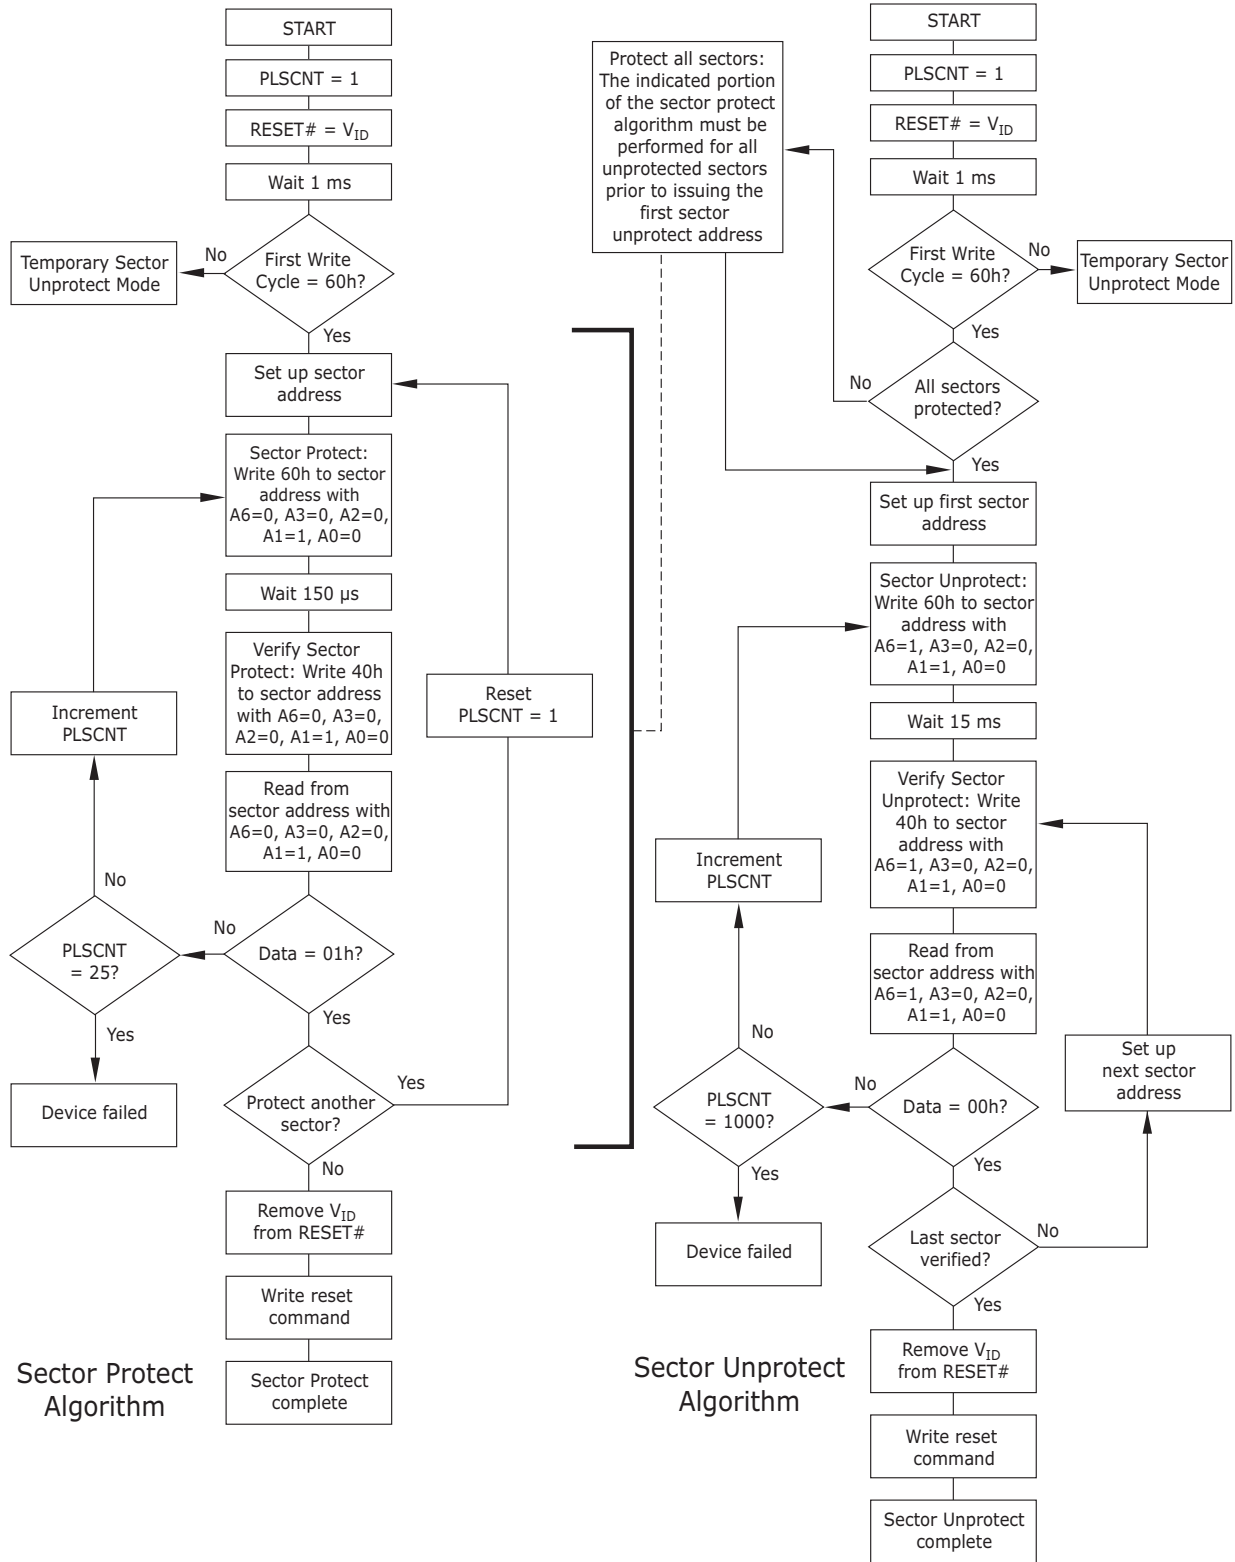 START
PLSCNT = 1
RESET# = VID
Wait 1 ms
First Write
Cycle = 60h?
No
Temporary Sector
Unprotect Mode
Yes
Set up sector
address
Sector Protect:
Write 60h to sector
address with
A6=0, A3=0, A2=0,
A1=1, A0=0
Wait 150 µs
Verify Sector
Protect: Write 40h
to sector address
with A6=0, A3=0,
A2=0, A1=1, A0=0
Reset
PLSCNT = 1
Increment
PLSCNT
Read from
sector address with
A6=0, A3=0, A2=0,
A1=1, A0=0
No
No
PLSCNT
= 25?
Data = 01h?
Yes
Yes
Device failed
Protect another
sector?
Yes
No
Remove VID
from RESET#
Write reset
command
Sector Protect
complete
Sector Protect
Algorithm
Protect all sectors:
The indicated portion
of the sector protect
algorithm must be
performed for all
unprotected sectors
prior to issuing the
first sector
unprotect address
START
PLSCNT = 1
RESET# = VID
Wait 1 ms
First Write
Cycle = 60h?
No
Temporary Sector
Unprotect Mode
Yes
No
All sectors
protected?
Yes
Set up first sector
address
Sector Unprotect:
Write 60h to sector
address with
A6=1, A3=0, A2=0,
A1=1, A0=0
Wait 15 ms
Verify Sector
Unprotect: Write
40h to sector
address with
A6=1, A3=0, A2=0,
A1=1, A0=0
Increment
PLSCNT
Read from
sector address with
A6=1, A3=0, A2=0,
A1=1, A0=0
No
No
Set up
next sector
address
PLSCNT
= 1000?
Data = 00h?
Yes
Yes
Device failed
Last sector
verified?
No
Yes
Remove VID
from RESET#
Write reset
command
Sector Unprotect
complete
Sector Unprotect
Algorithm